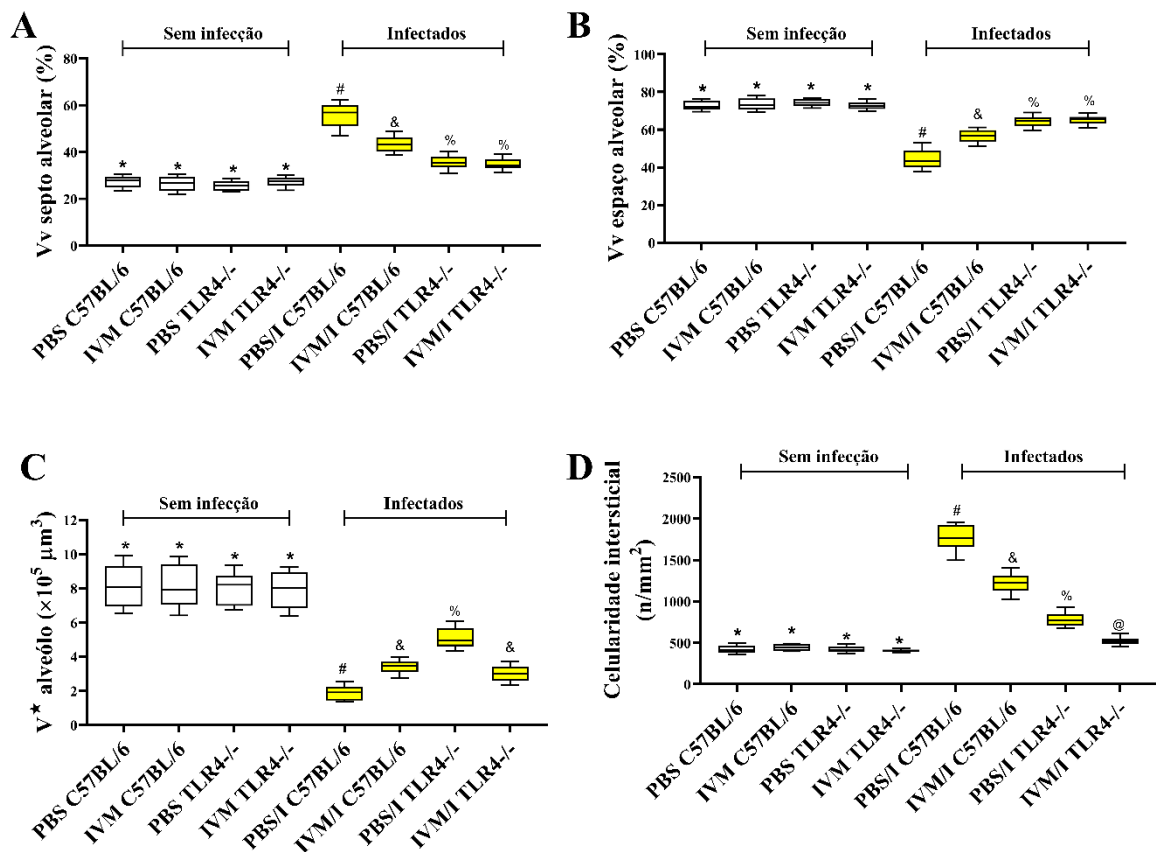 A
Sem infecção
Infectados
Vv septo alveolar (%)
80
60
40
20
0
*
*
*
*
#
&
%
%
PBS C57BL/6
IVM C57BL/6
PBS TLR4-/-
IVM TLR4-/-
PBS/I C57BL/6
IVM/I C57BL/6
PBS/I TLR4-/-
IVM/I TLR4-/-
B
Sem infecção
Infectados
Vv espaço alveolar (%)
100
80
60
40
20
0
*
*
*
*
#
&
%
%
PBS C57BL/6
IVM C57BL/6
PBS TLR4-/-
IVM TLR4-/-
PBS/I C57BL/6
IVM/I C57BL/6
PBS/I TLR4-/-
IVM/I TLR4-/-
C
Sem infecção
Infectados
V★ alveólo (×10⁵ µm³)
12
10
8
6
4
2
0
*
*
*
*
#
&
%
&
PBS C57BL/6
IVM C57BL/6
PBS TLR4-/-
IVM TLR4-/-
PBS/I C57BL/6
IVM/I C57BL/6
PBS/I TLR4-/-
IVM/I TLR4-/-
D
Sem infecção
Infectados
Celularidade intersticial
(n/mm²)
2500
2000
1500
1000
500
0
*
*
*
*
#
&
%
@
PBS C57BL/6
IVM C57BL/6
PBS TLR4-/-
IVM TLR4-/-
PBS/I C57BL/6
IVM/I C57BL/6
PBS/I TLR4-/-
IVM/I TLR4-/-